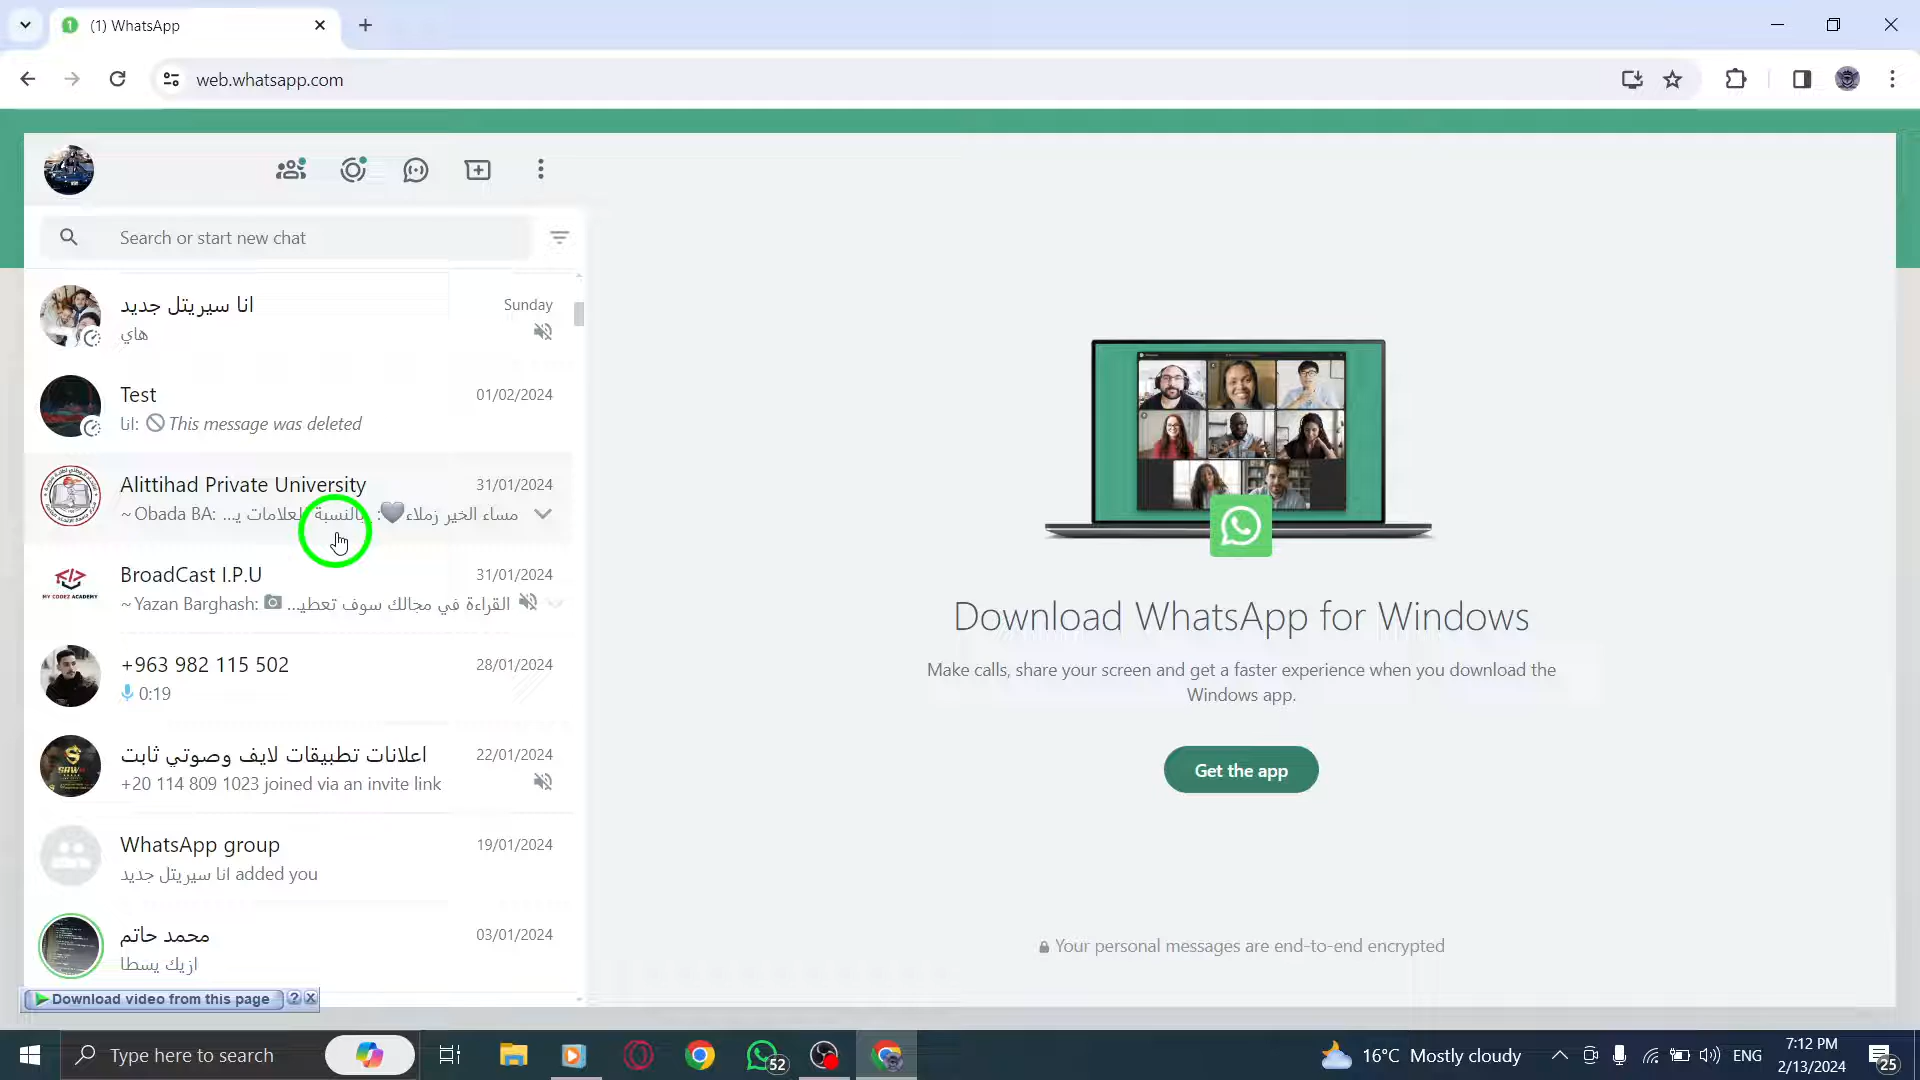 (1) WhatsApp
web.whatsapp.com
Search or start new chat
انا سيريتل جديد
Sunday
هاي
Test
01/02/2024
انا: This message was deleted
Alittihad Private University
31/01/2024
~Obada BA: مساء الخير زملاء🩶: بالنسبة للعلامات يـ...
BroadCast I.P.U
31/01/2024
~Yazan Barghash: القراءة في مجالك سوف تعطيـ...
MY CODEZ ACADEMY
+963 982 115 502
28/01/2024
0:19
اعلانات تطبيقات لايف وصوتي ثابت
22/01/2024
+20 114 809 1023 joined via an invite link
WhatsApp group
19/01/2024
انا سيريتل جديد added you
محمد حاتم
03/01/2024
ازيك يسطا
Download video from this page
Download WhatsApp for Windows
Make calls, share your screen and get a faster experience when you download the
Windows app.
Get the app
Your personal messages are end-to-end encrypted
Type here to search
52
16°C Mostly cloudy
ENG
7:12 PM
2/13/2024
25